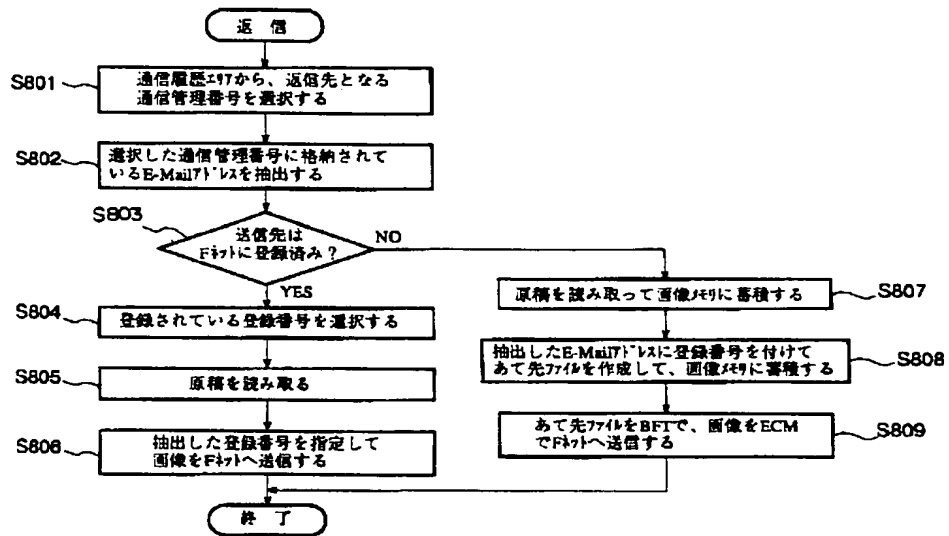 返 信
S801
通信履歴ｴﾘｱから、返信先となる
通信管理番号を選択する
S802
選択した通信管理番号に格納されて
いるE-Mailｱﾄﾞﾚｽを抽出する
S803
送信先は
Fﾈｯﾄに登録済み？
NO
YES
S804
登録されている登録番号を選択する
S805
原稿を読み取る
S806
抽出した登録番号を指定して
画像をFﾈｯﾄへ送信する
原稿を読み取って画像ﾒﾓﾘに蓄積する
S807
抽出したE-Mailｱﾄﾞﾚｽに登録番号を付けて
あて先ﾌｧｲﾙを作成して、画像ﾒﾓﾘに蓄積する
S808
あて先ﾌｧｲﾙをBFTで、画像をECM
でFﾈｯﾄへ送信する
S809
終 了